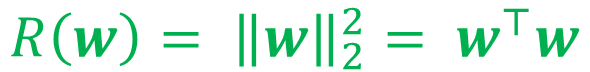 R(w) = ‖w‖₂² = w⊤w